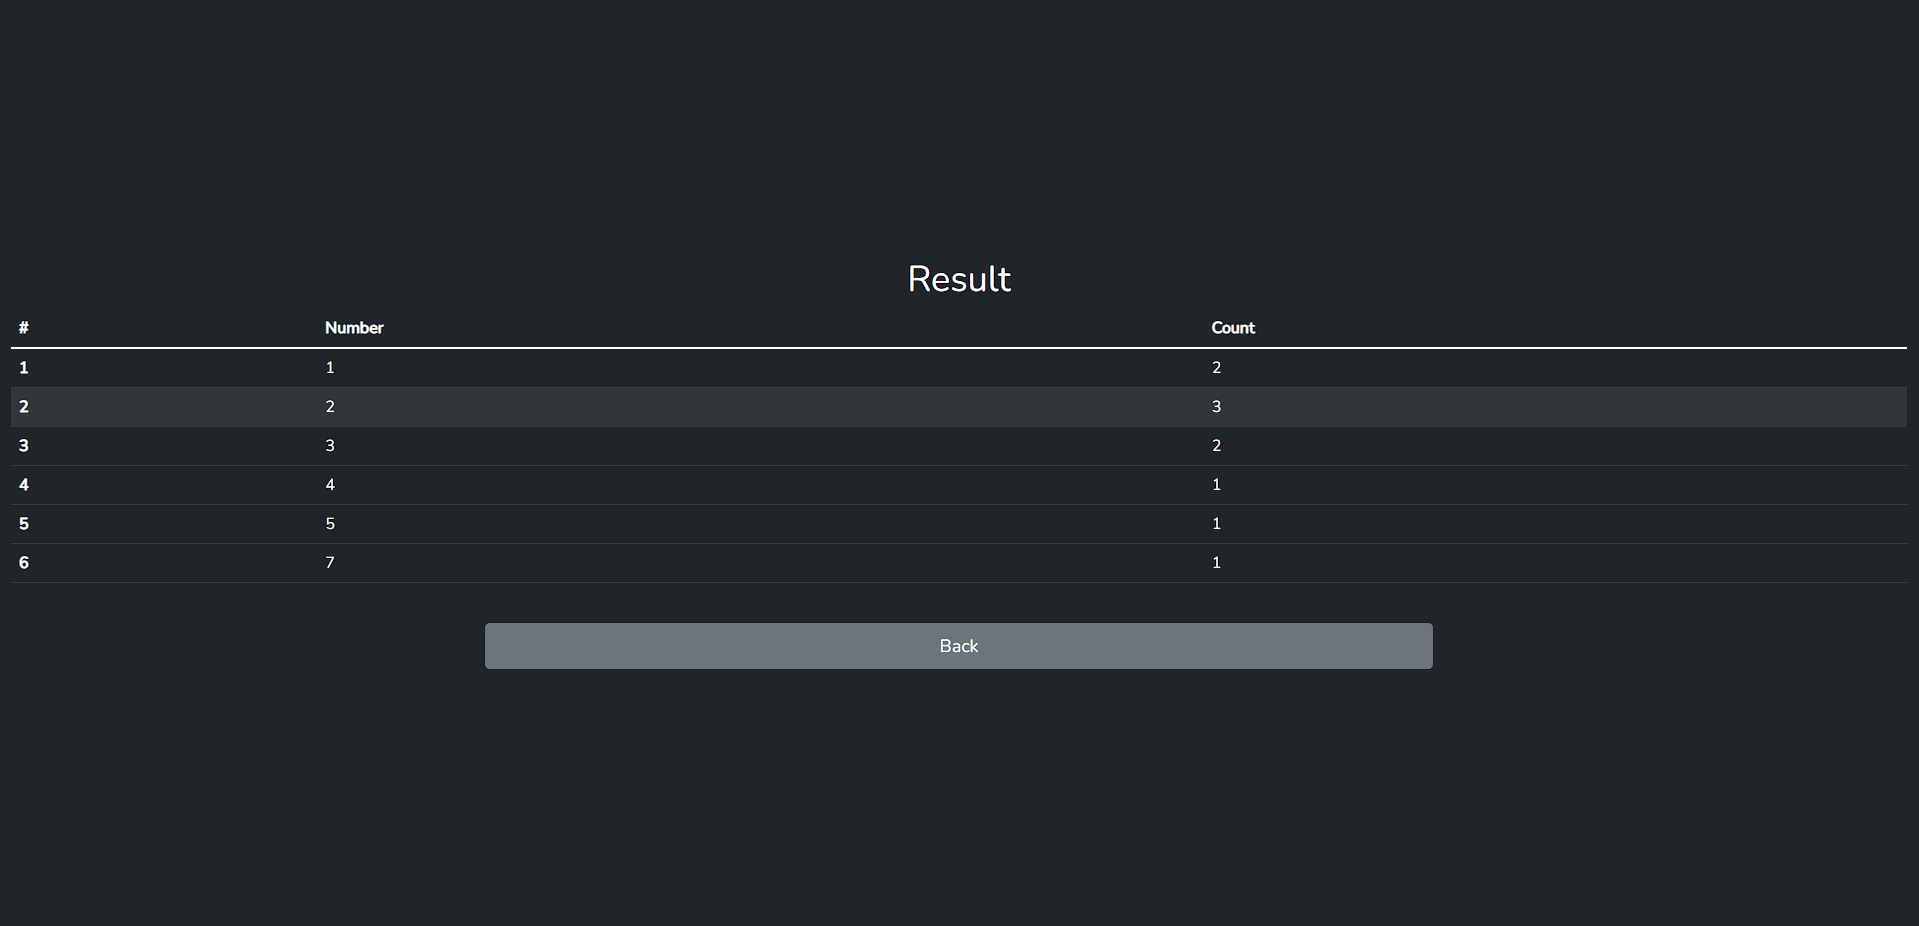 Result
# Number Count
1 1 2
2 2 3
3 3 2
4 4 1
5 5 1
6 7 1
Back